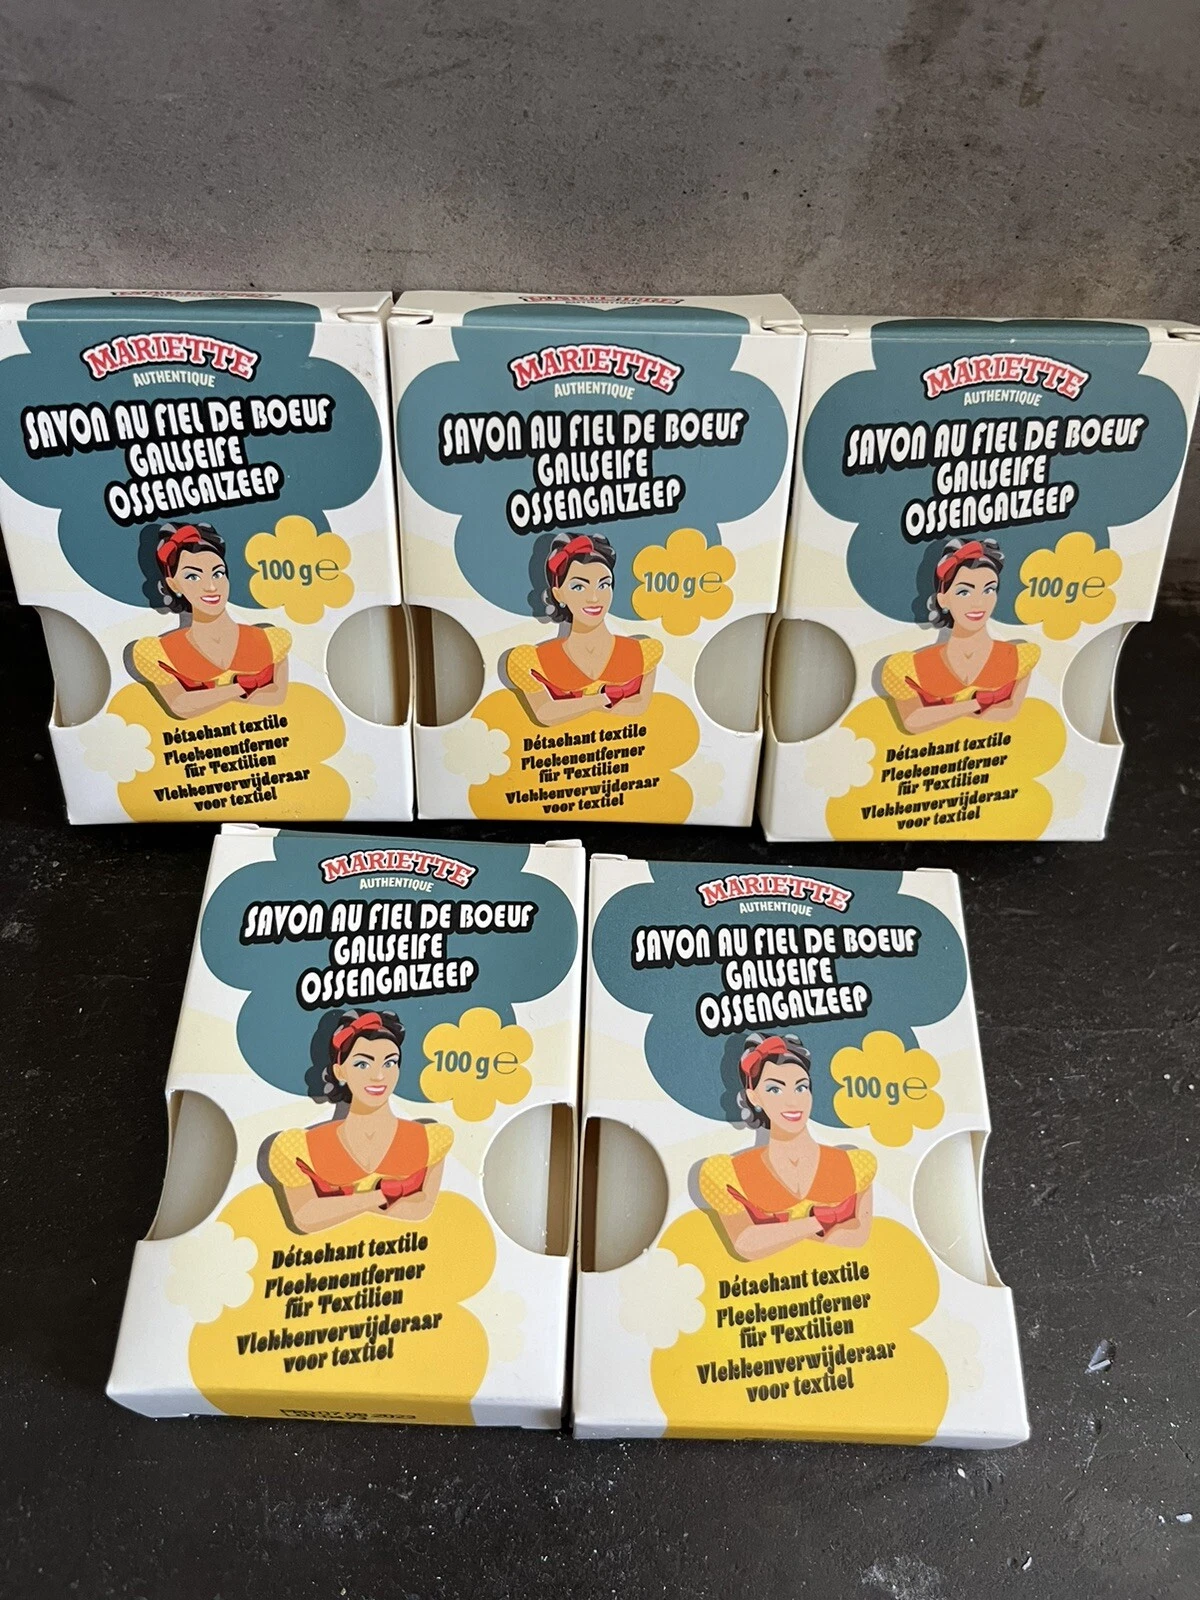 MARIETTE
AUTHENTIQUE
SAVON AU FIEL DE BOEUF
GALLSEIFE
OSSENGALZEEP
100 g ℮
Détachant textile
Fleckenentferner
für Textilien
Vlekkenverwijderaar
voor textiel
MARIETTE
AUTHENTIQUE
SAVON AU FIEL DE BOEUF
GALLSEIFE
OSSENGALZEEP
100 g ℮
Détachant textile
Fleckenentferner
für Textilien
Vlekkenverwijderaar
voor textiel
MARIETTE
AUTHENTIQUE
SAVON AU FIEL DE BOEUF
GALLSEIFE
OSSENGALZEEP
100 g ℮
Détachant textile
Fleckenentferner
für Textilien
Vlekkenverwijderaar
voor textiel
MARIETTE
AUTHENTIQUE
SAVON AU FIEL DE BOEUF
GALLSEIFE
OSSENGALZEEP
100 g ℮
Détachant textile
Fleckenentferner
für Textilien
Vlekkenverwijderaar
voor textiel
MARIETTE
AUTHENTIQUE
SAVON AU FIEL DE BOEUF
GALLSEIFE
OSSENGALZEEP
100 g ℮
Détachant textile
Fleckenentferner
für Textilien
Vlekkenverwijderaar
voor textiel